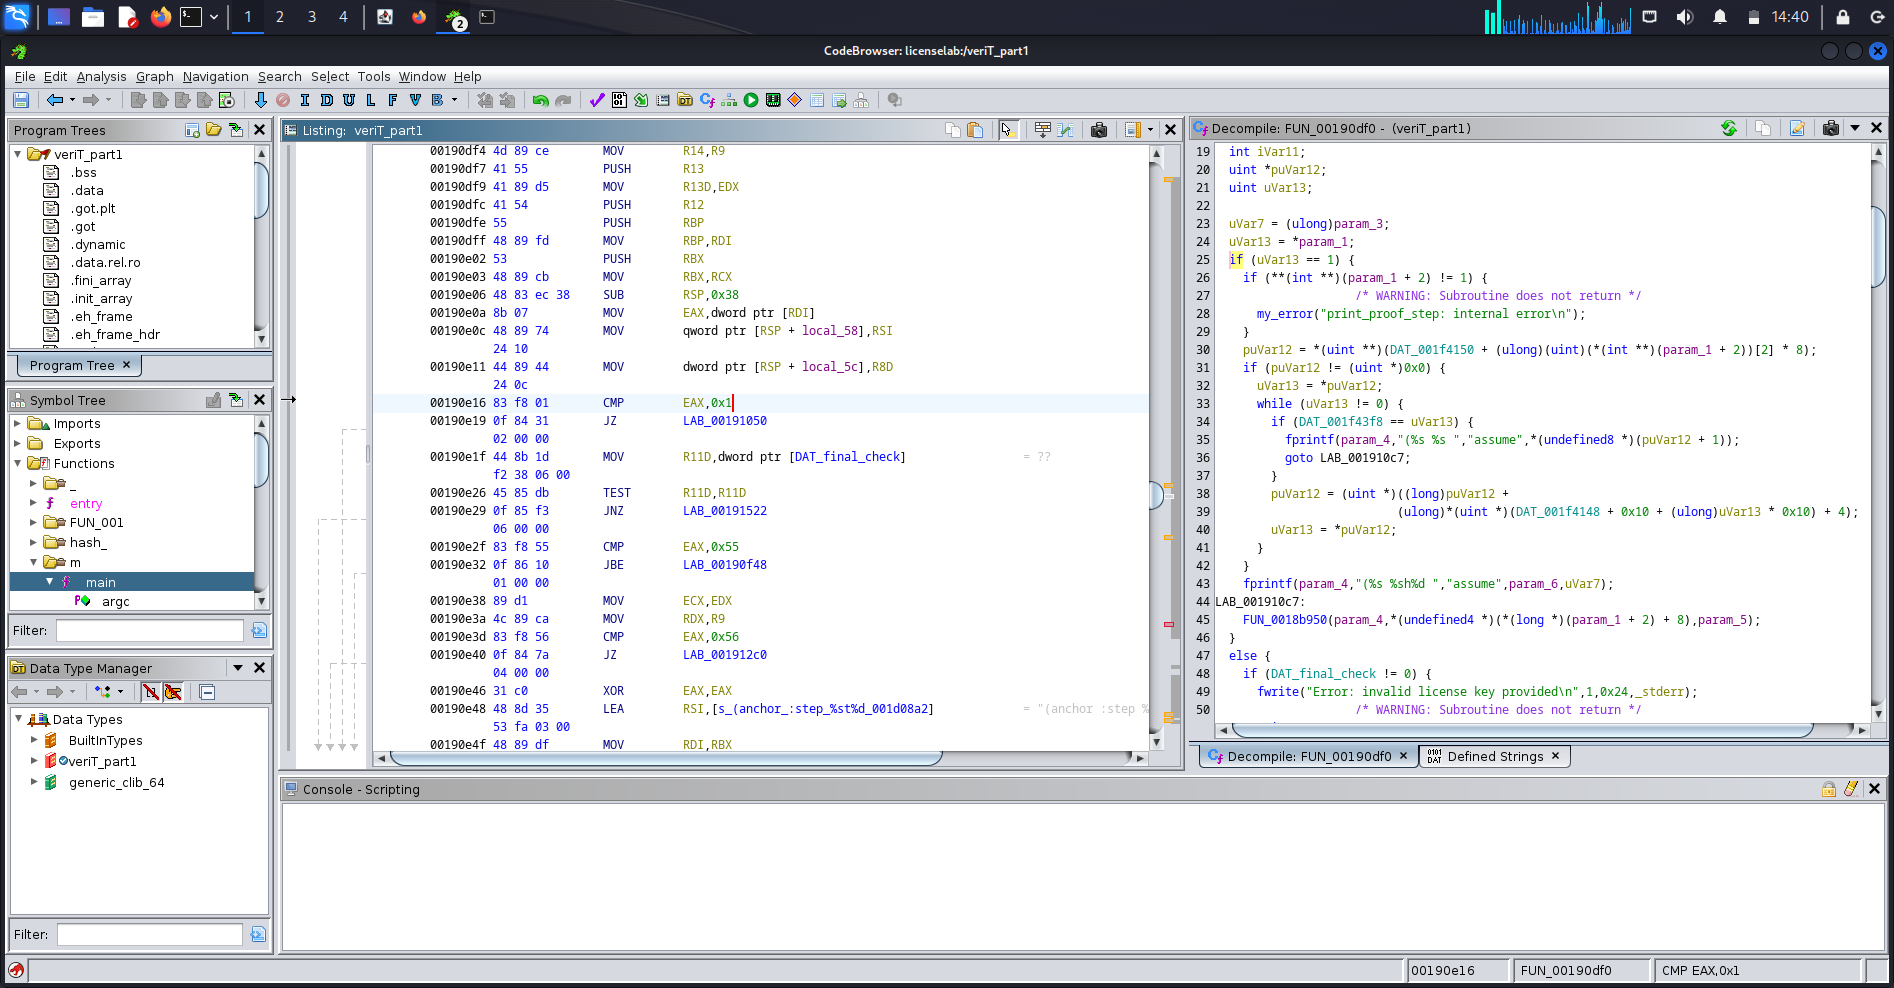 1 2 3 4 2 14:40
CodeBrowser: licenselab:/veriT_part1
File Edit Analysis Graph Navigation Search Select Tools Window Help
I D U L F V B
Program Trees
veriT_part1
.bss
.data
.got.plt
.got
.dynamic
.data.rel.ro
.fini_array
.init_array
.eh_frame
.eh_frame_hdr
Program Tree
Symbol Tree
Imports
Exports
Functions
_
entry
FUN_001
hash_
m
main
argc
Filter:
Data Type Manager
Data Types
BuiltInTypes
veriT_part1
generic_clib_64
Filter:
Listing: veriT_part1
00190df4 4d 89 ce MOV R14,R9
00190df7 41 55 PUSH R13
00190df9 41 89 d5 MOV R13D,EDX
00190dfc 41 54 PUSH R12
00190dfe 55 PUSH RBP
00190dff 48 89 fd MOV RBP,RDI
00190e02 53 PUSH RBX
00190e03 48 89 cb MOV RBX,RCX
00190e06 48 83 ec 38 SUB RSP,0x38
00190e0a 8b 07 MOV EAX,dword ptr [RDI]
00190e0c 48 89 74 MOV qword ptr [RSP + local_58],RSI
24 10
00190e11 44 89 44 MOV dword ptr [RSP + local_5c],R8D
24 0c
00190e16 83 f8 01 CMP EAX,0x1
00190e19 0f 84 31 JZ LAB_00191050
02 00 00
00190e1f 44 8b 1d MOV R11D,dword ptr [DAT_final_check] = ??
f2 38 06 00
00190e26 45 85 db TEST R11D,R11D
00190e29 0f 85 f3 JNZ LAB_00191522
06 00 00
00190e2f 83 f8 55 CMP EAX,0x55
00190e32 0f 86 10 JBE LAB_00190f48
01 00 00
00190e38 89 d1 MOV ECX,EDX
00190e3a 4c 89 ca MOV RDX,R9
00190e3d 83 f8 56 CMP EAX,0x56
00190e40 0f 84 7a JZ LAB_001912c0
04 00 00
00190e46 31 c0 XOR EAX,EAX
00190e48 48 8d 35 LEA RSI,[s_(anchor_:step_%st%d_001d08a2] = "(anchor :step %
53 fa 03 00
00190e4f 48 89 df MOV RDI,RBX
Decompile: FUN_00190df0 - (veriT_part1)
19 int iVar11;
20 uint *puVar12;
21 uint uVar13;
22
23 uVar7 = (ulong)param_3;
24 uVar13 = *param_1;
25 if (uVar13 == 1) {
26 if (**(int **)(param_1 + 2) != 1) {
27 /* WARNING: Subroutine does not return */
28 my_error("print_proof_step: internal error\n");
29 }
30 puVar12 = *(uint **)(DAT_001f4150 + (ulong)(uint)(*(int **)(param_1 + 2))[2] * 8);
31 if (puVar12 != (uint *)0x0) {
32 uVar13 = *puVar12;
33 while (uVar13 != 0) {
34 if (DAT_001f43f8 == uVar13) {
35 fprintf(param_4,"(%s %s ","assume",*(undefined8 *)(puVar12 + 1));
36 goto LAB_001910c7;
37 }
38 puVar12 = (uint *)((long)puVar12 +
39 (ulong)*(uint *)(DAT_001f4148 + 0x10 + (ulong)uVar13 * 0x10) + 4);
40 uVar13 = *puVar12;
41 }
42 }
43 fprintf(param_4,"(%s %sh%d ","assume",param_6,uVar7);
44 LAB_001910c7:
45 FUN_0018b950(param_4,*(undefined4 *)(*(long *)(param_1 + 2) + 8),param_5);
46 }
47 else {
48 if (DAT_final_check != 0) {
49 fwrite("Error: invalid license key provided\n",1,0x24,_stderr);
50 /* WARNING: Subroutine does not return */
Decompile: FUN_00190df0 Defined Strings
Console - Scripting
00190e16 FUN_00190df0 CMP EAX,0x1